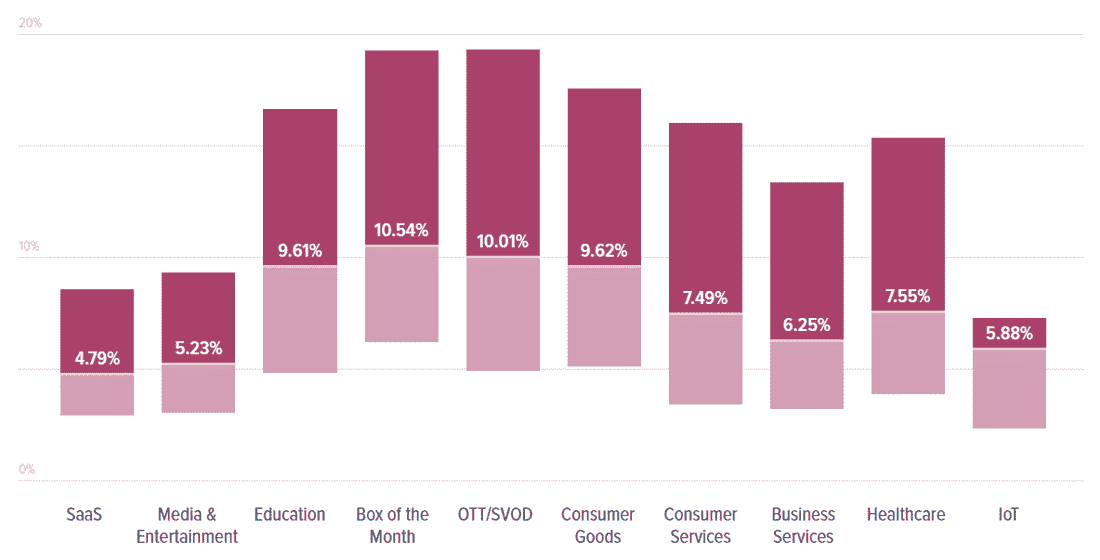 20%
10%
0%
4.79%
5.23%
9.61%
10.54%
10.01%
9.62%
7.49%
6.25%
7.55%
5.88%
SaaS
Media &
Entertainment
Education
Box of the
Month
OTT/SVOD
Consumer
Goods
Consumer
Services
Business
Services
Healthcare
IoT